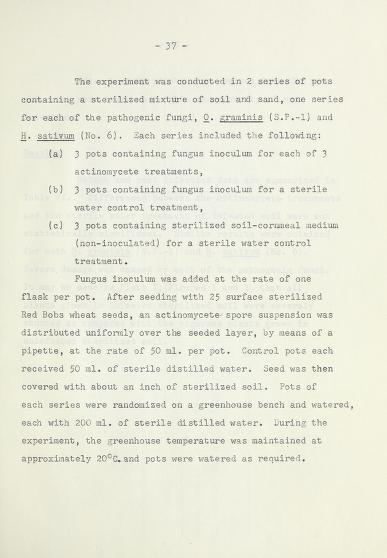 - 37 -
The experiment was conducted in 2 series of pots
containing a sterilized mixture of soil and sand, one series
for each of the pathogenic fungi, O. graminis (S.F.-1) and
H. sativum (No. 6). Each series included the following:
(a) 3 pots containing fungus inoculum for each of 3
actinomycete treatments,
(b) 3 pots containing fungus inoculum for a sterile
water control treatment,
(c) 3 pots containing sterilized soil-cornmeal medium
(non-inoculated) for a sterile water control
treatment.
Fungus inoculum was added at the rate of one
flask per pot. After seeding with 25 surface sterilized
Red Bobs wheat seeds, an actinomycete spore suspension was
distributed uniformly over the seeded layer, by means of a
pipette, at the rate of 50 ml. per pot. Control pots each
received 50 ml. of sterile distilled water. Seed was then
covered with about an inch of sterilized soil. Pots of
each series were randomized on a greenhouse bench and watered,
each with 200 ml. of sterile distilled water. During the
experiment, the greenhouse temperature was maintained at
approximately 20°C. and pots were watered as required.